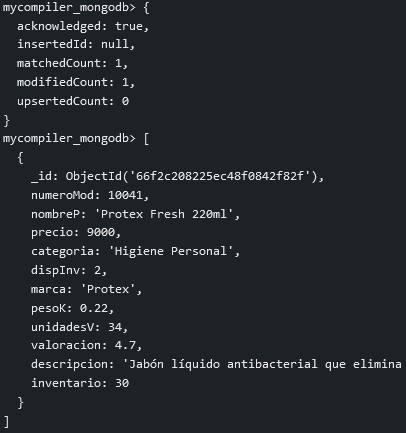 mycompiler_mongodb> {
  acknowledged: true,
  insertedId: null,
  matchedCount: 1,
  modifiedCount: 1,
  upsertedCount: 0
}
mycompiler_mongodb> [
  {
    _id: ObjectId('66f2c208225ec48f0842f82f'),
    numeroMod: 10041,
    nombreP: 'Protex Fresh 220ml',
    precio: 9000,
    categoria: 'Higiene Personal',
    dispInv: 2,
    marca: 'Protex',
    pesoK: 0.22,
    unidadesV: 34,
    valoracion: 4.7,
    descripcion: 'Jabón líquido antibacterial que elimina
    inventario: 30
  }
]